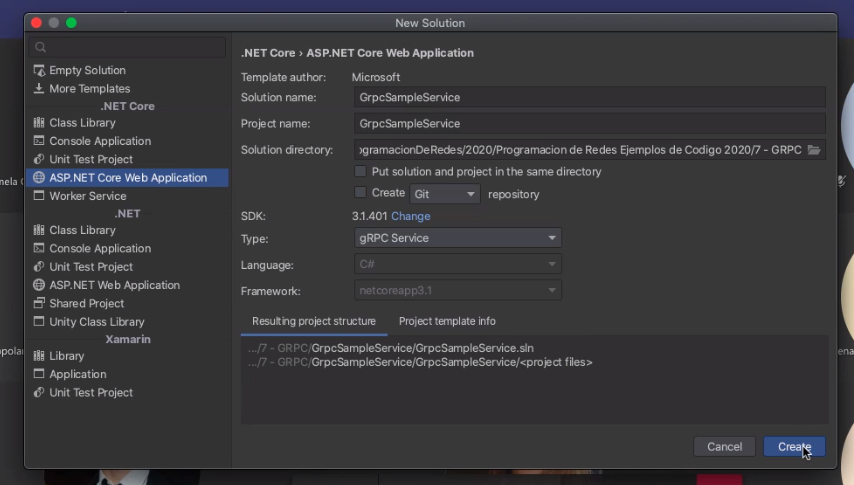 New Solution
Empty Solution
More Templates
.NET Core
Class Library
Console Application
Unit Test Project
ASP.NET Core Web Application
Worker Service
.NET
Class Library
Console Application
Unit Test Project
ASP.NET Web Application
Shared Project
Unity Class Library
Xamarin
Library
Application
Unit Test Project
.NET Core › ASP.NET Core Web Application
Template author: Microsoft
Solution name: GrpcSampleService
Project name: GrpcSampleService
Solution directory: ogramacionDeRedes/2020/Programacion de Redes Ejemplos de Codigo 2020/7 - GRPC
Put solution and project in the same directory
Create Git repository
SDK: 3.1.401 Change
Type: gRPC Service
Language: C#
Framework: netcoreapp3.1
Resulting project structure Project template info
.../7 - GRPC/GrpcSampleService/GrpcSampleService.sln
.../7 - GRPC/GrpcSampleService/GrpcSampleService/<project files>
Cancel Create